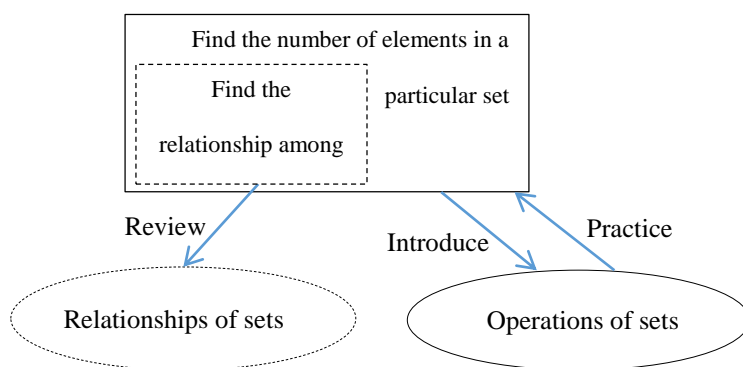 Find the number of elements in a
particular set
Find the
relationship among
Review
Introduce
Practice
Relationships of sets
Operations of sets